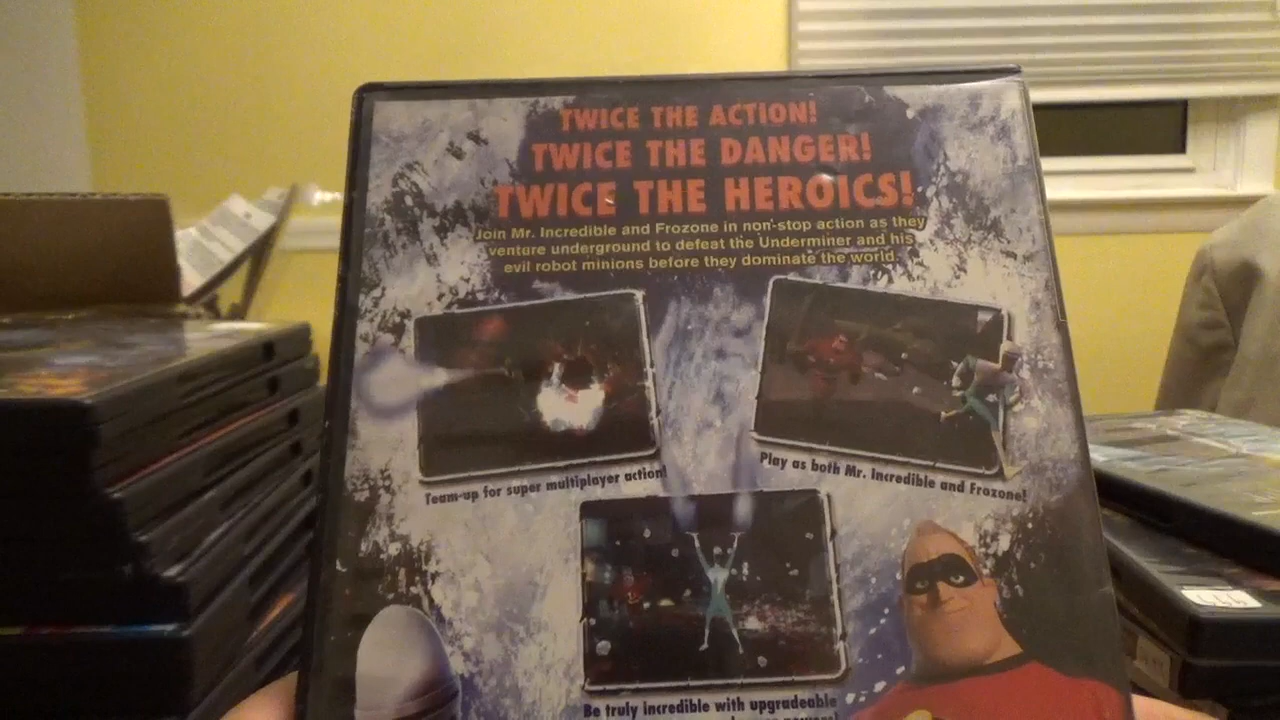 TWICE THE ACTION!
TWICE THE DANGER!
TWICE THE HEROICS!
Join Mr. Incredible and Frozone in non-stop action as they
venture underground to defeat the Underminer and his
evil robot minions before they dominate the world.
Team-up for super multiplayer action!
Play as both Mr. Incredible and Frozone!
Be truly incredible with upgradeable